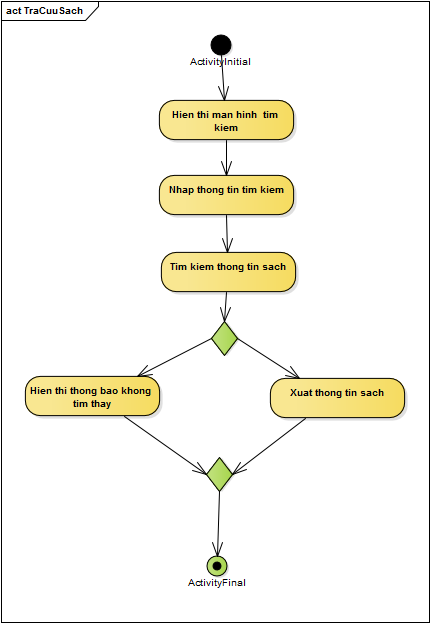 act TraCuuSach
ActivityInitial
Hien thi man hinh tim
kiem
Nhap thong tin tim kiem
Tim kiem thong tin sach
Hien thi thong bao khong
tim thay
Xuat thong tin sach
ActivityFinal